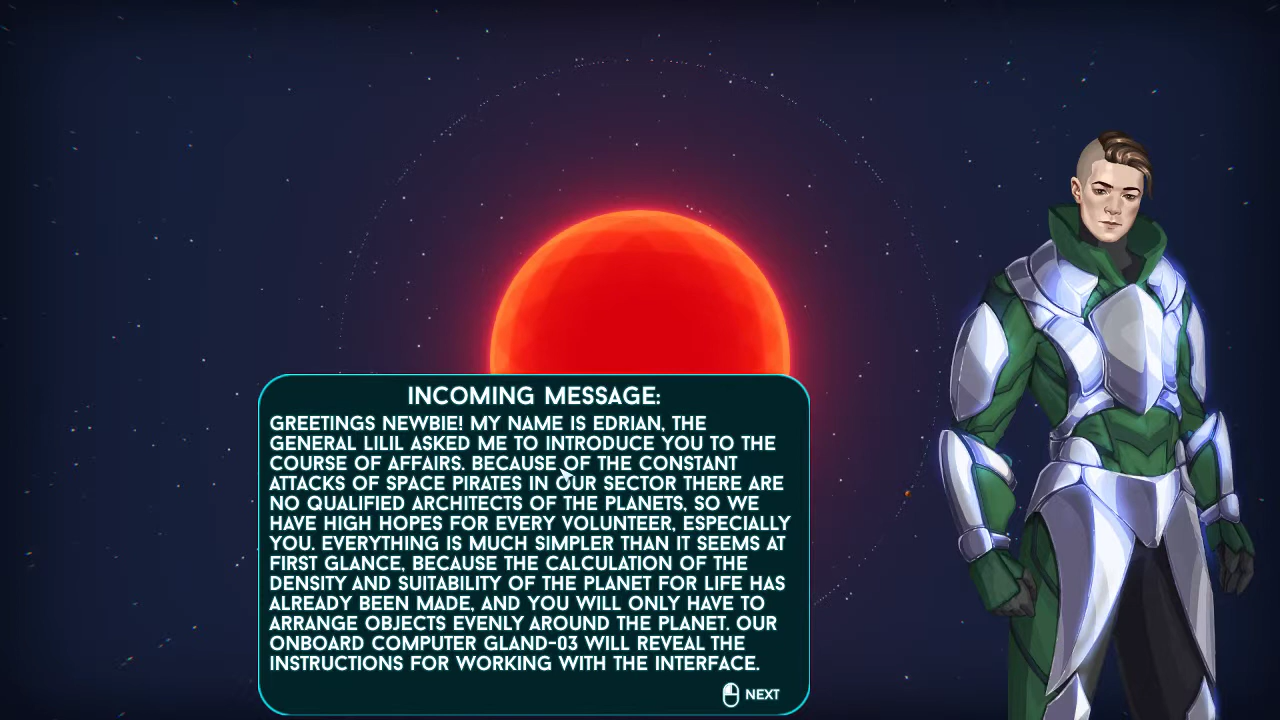 INCOMING MESSAGE:
GREETINGS NEWBIE! MY NAME IS EDRIAN, THE
GENERAL LILIL ASKED ME TO INTRODUCE YOU TO THE
COURSE OF AFFAIRS. BECAUSE OF THE CONSTANT
ATTACKS OF SPACE PIRATES IN OUR SECTOR THERE ARE
NO QUALIFIED ARCHITECTS OF THE PLANETS, SO WE
HAVE HIGH HOPES FOR EVERY VOLUNTEER, ESPECIALLY
YOU. EVERYTHING IS MUCH SIMPLER THAN IT SEEMS AT
FIRST GLANCE, BECAUSE THE CALCULATION OF THE
DENSITY AND SUITABILITY OF THE PLANET FOR LIFE HAS
ALREADY BEEN MADE, AND YOU WILL ONLY HAVE TO
ARRANGE OBJECTS EVENLY AROUND THE PLANET. OUR
ONBOARD COMPUTER GLAND-03 WILL REVEAL THE
INSTRUCTIONS FOR WORKING WITH THE INTERFACE.
NEXT